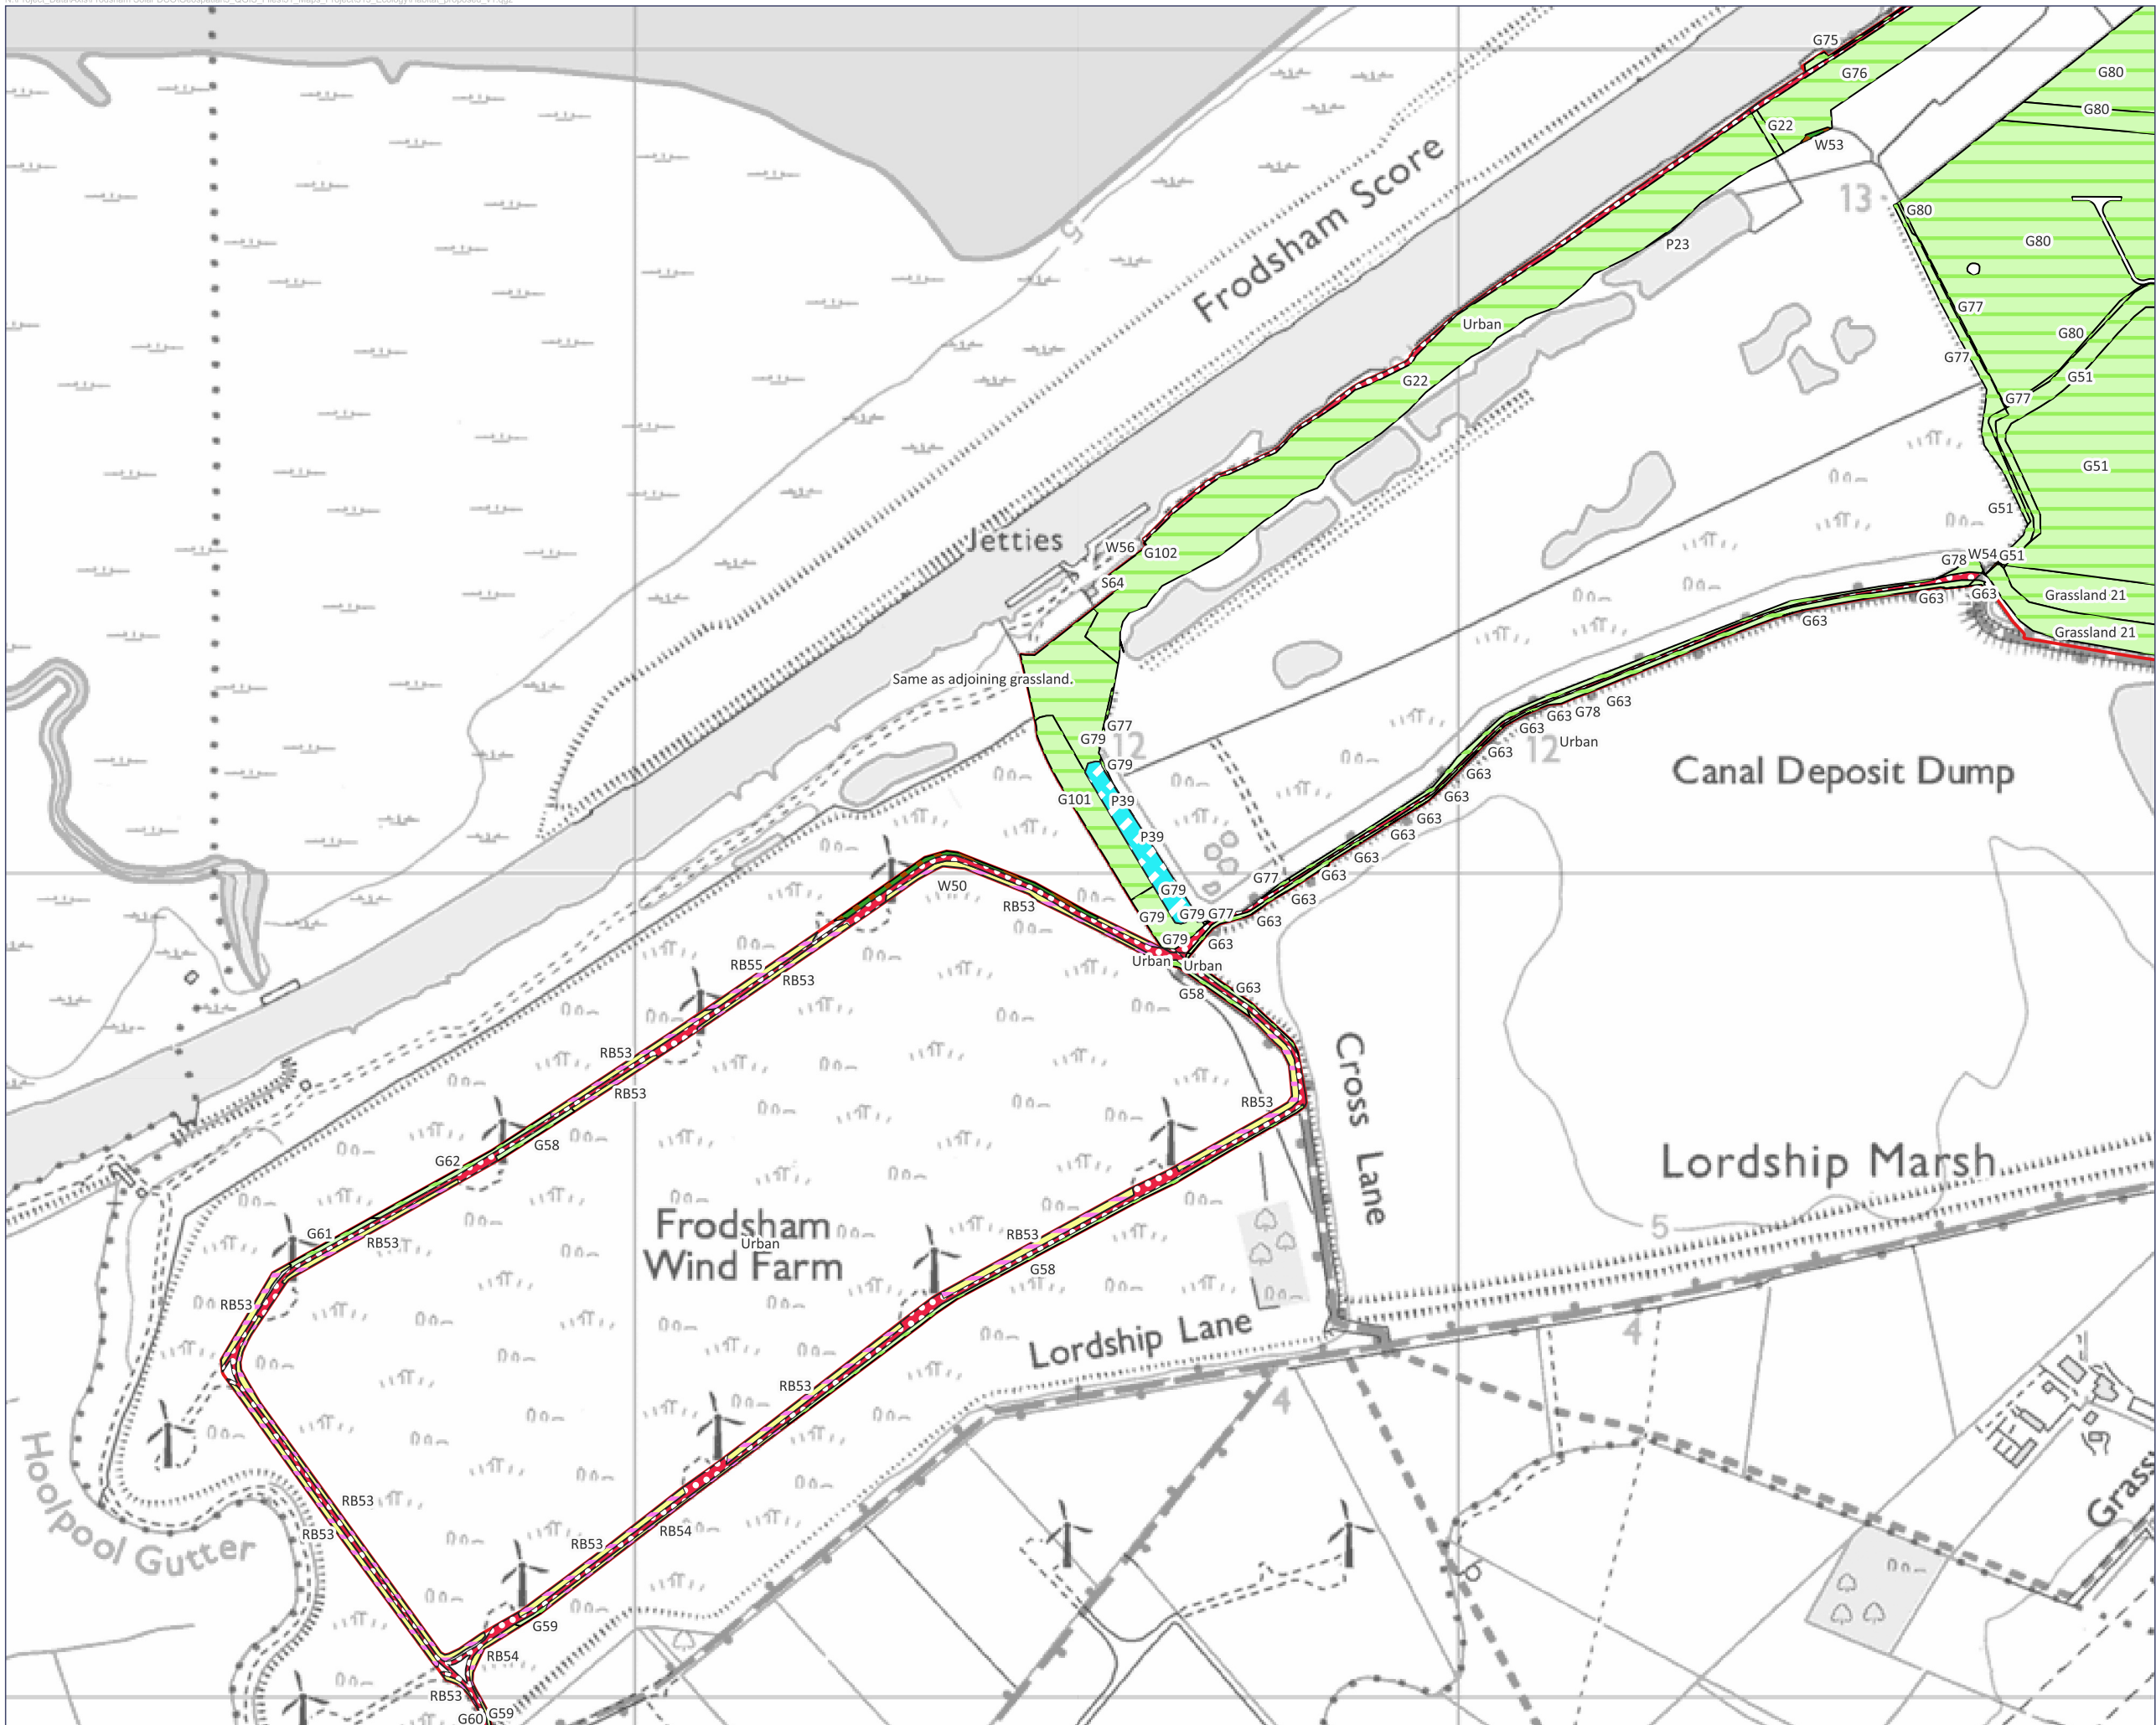 G75
G76
G80
G80
G22
W53
13
G80
P23
G80
5
Frodsham Score
G77
Urban
G80
G77
G22
G51
G77
G51
G51
Jetties
W56
G102
W54
G51
G78
S64
G63
G63
Grassland 21
G63
Grassland 21
Same as adjoining grassland.
G63
G63
G78
G77
G63
G79
12
12
Urban
G63
G79
G63
Canal Deposit Dump
G101
P39
G63
G63
P39
G63
G63
G77
G63
W50
G79
G63
RB53
G79
G79
G77
G63
G79
G63
Urban
Urban
RB55
RB53
G58
G63
RB53
RB53
RB53
Cross Lane
G58
G62
Lordship Marsh
G61
RB53
Frodsham
Urban
Wind Farm
RB53
G58
5
RB53
Lordship Lane
4
RB53
4
Hoolpool Gutter
RB53
RB53
RB54
RB53
G59
RB54
RB53
G60
G59